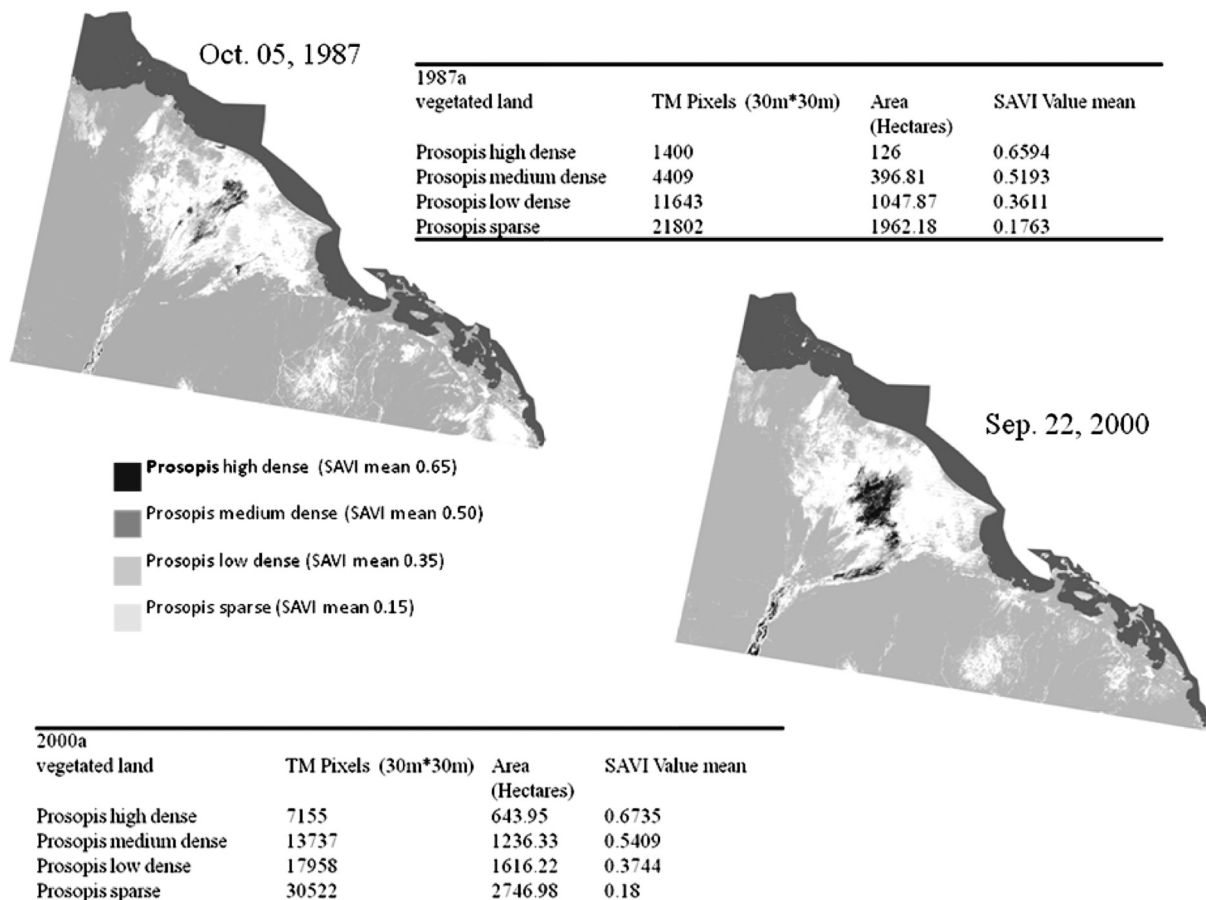 Oct. 05, 1987
1987a
vegetated land TM Pixels (30m*30m) Area (Hectares) SAVI Value mean
Prosopis high dense 1400 126 0.6594
Prosopis medium dense 4409 396.81 0.5193
Prosopis low dense 11643 1047.87 0.3611
Prosopis sparse 21802 1962.18 0.1763
Sep. 22, 2000
Prosopis high dense (SAVI mean 0.65)
Prosopis medium dense (SAVI mean 0.50)
Prosopis low dense (SAVI mean 0.35)
Prosopis sparse (SAVI mean 0.15)
2000a
vegetated land TM Pixels (30m*30m) Area (Hectares) SAVI Value mean
Prosopis high dense 7155 643.95 0.6735
Prosopis medium dense 13737 1236.33 0.5409
Prosopis low dense 17958 1616.22 0.3744
Prosopis sparse 30522 2746.98 0.18